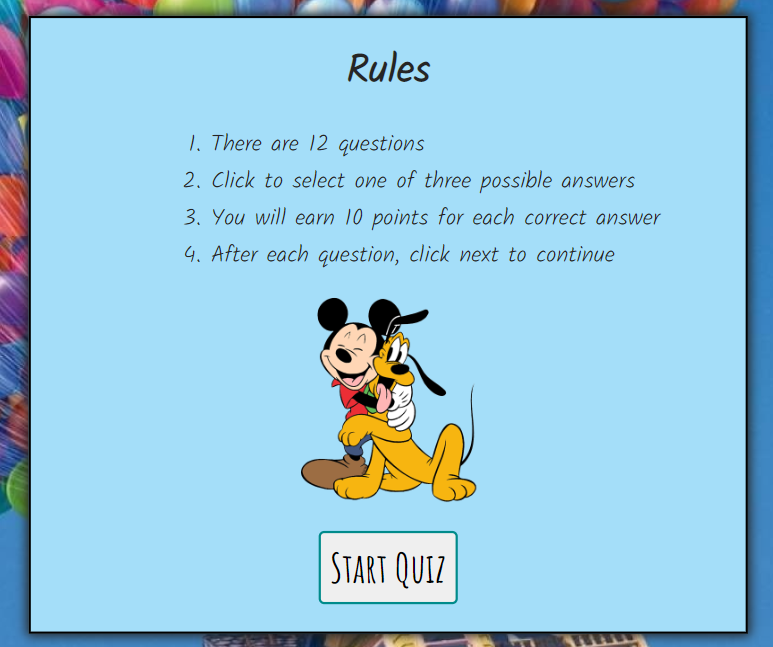 Rules
1. There are 12 questions
2. Click to select one of three possible answers
3. You will earn 10 points for each correct answer
4. After each question, click next to continue
Start Quiz